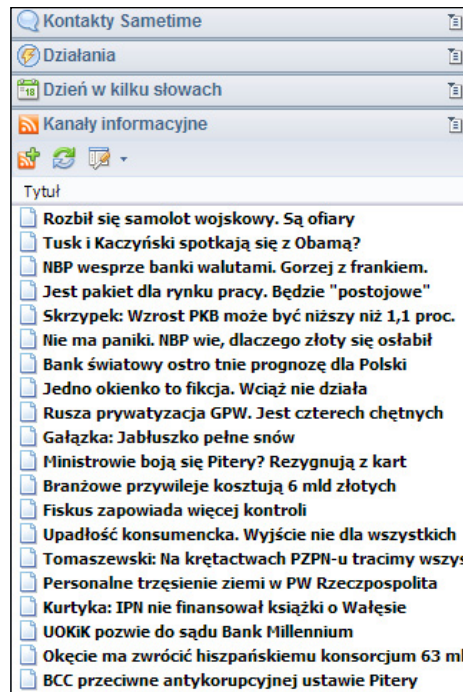 Kontakty Sametime
Działania
18 Dzień w kilku słowach
Kanały informacyjne
Tytuł
Rozbił się samolot wojskowy. Są ofiary
Tusk i Kaczyński spotkają się z Obamą?
NBP wesprze banki walutami. Gorzej z frankiem.
Jest pakiet dla rynku pracy. Będzie "postojowe"
Skrzypek: Wzrost PKB może być niższy niż 1,1 proc.
Nie ma paniki. NBP wie, dlaczego złoty się osłabił
Bank światowy ostro tnie prognozę dla Polski
Jedno okienko to fikcja. Wciąż nie działa
Rusza prywatyzacja GPW. Jest czterech chętnych
Gałązka: Jabłuszko pełne snów
Ministrowie boją się Pitery? Rezygnują z kart
Branżowe przywileje kosztują 6 mld złotych
Fiskus zapowiada więcej kontroli
Upadłość konsumencka. Wyjście nie dla wszystkich
Tomaszewski: Na krętactwach PZPN-u tracimy wszys
Personalne trzęsienie ziemi w PW Rzeczpospolita
Kurtyka: IPN nie finansował książki o Wałęsie
UOKiK pozwie do sądu Bank Millennium
Okęcie ma zwrócić hiszpańskiemu konsorcjum 63 ml
BCC przeciwne antykorupcyjnej ustawie Pitery